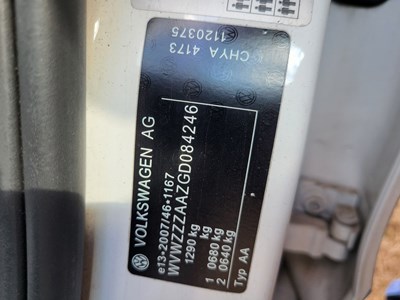 VOLKSWAGEN AG
e13-2007/46-1167
WVWZZZAAZGD084246
1290 kg
kg
1 0680 kg
2 0640 kg
Typ AA
CHYA 4173
1120375